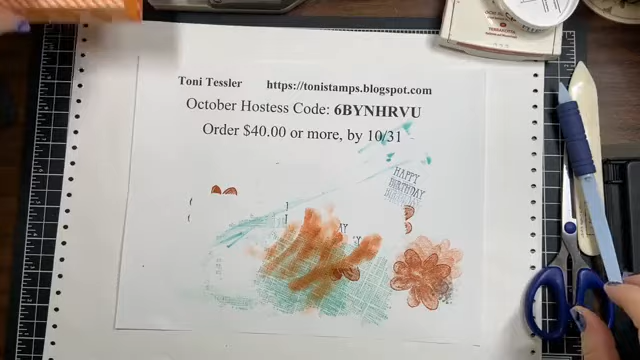 Toni Tessler https://tonistamps.blogspot.com
October Hostess Code: 6BYNHRVU
Order $40.00 or more, by 10/31
HAPPY
BIRTHDAY